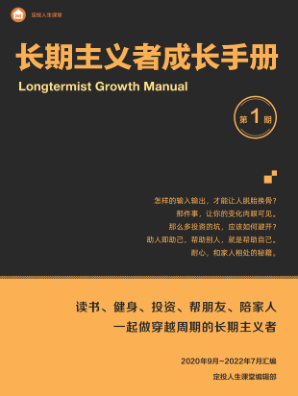 定投人生课堂
长期主义者成长手册
Longtermist Growth Manual
第1期
怎样的输入输出，才能让人脱胎换骨？
那件事，让你的变化肉眼可见。
那么多投资的坑，应该如何避开？
助人即助己，帮助别人，就是帮助自己。
耐心，和家人相处的秘籍。
读书、健身、投资、帮朋友、陪家人
一起做穿越周期的长期主义者
2020年9月~2022年7月汇编
定投人生课堂编辑部